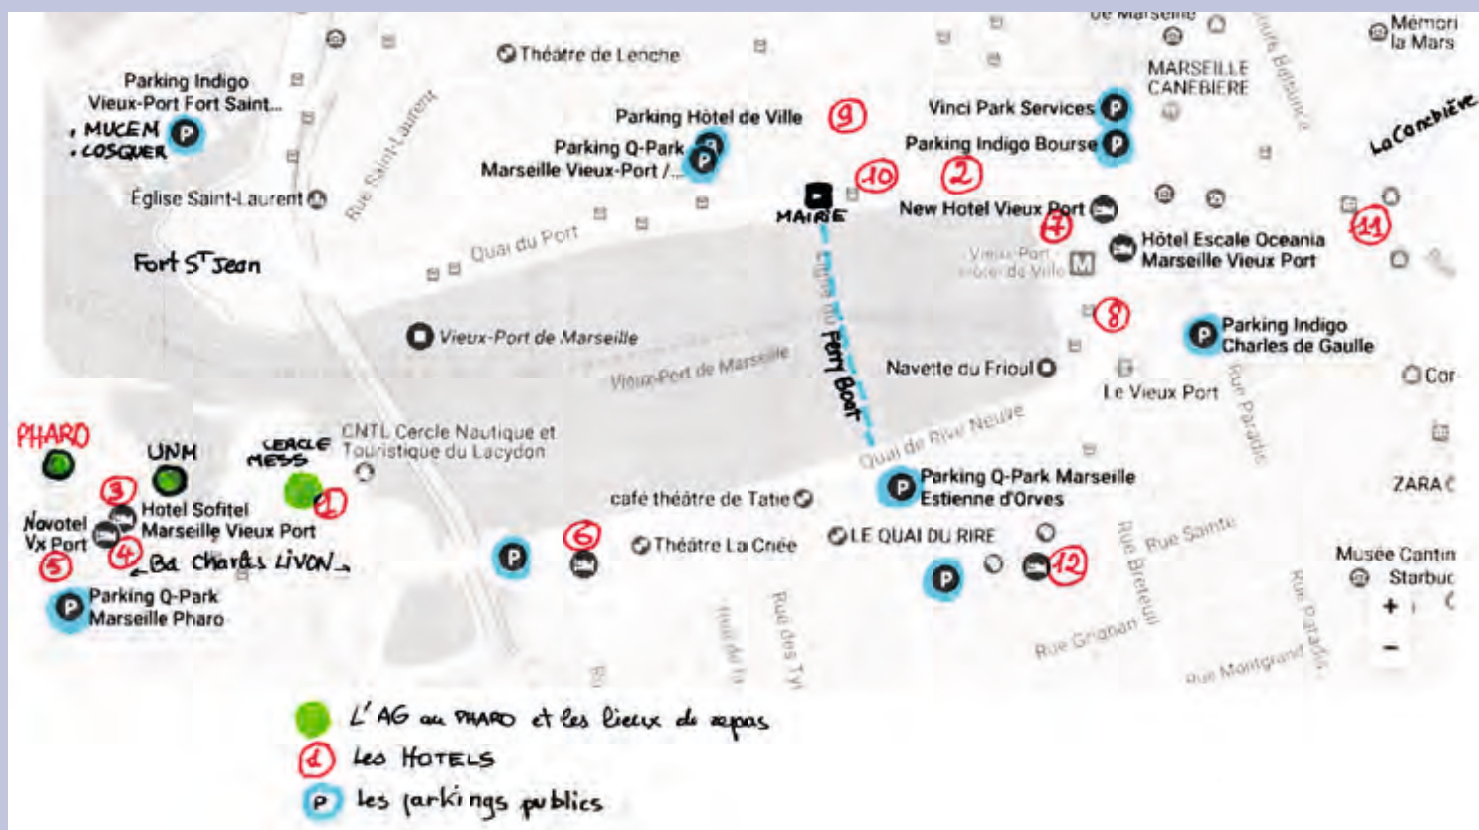 de Marseille
Mémori
la Mars
Théâtre de Lenche
MARSEILLE
CANEBIÈRE
Parking Indigo
Vieux-Port Fort Saint...
• MUCEM
• COSQUER
P
Parking Hôtel de Ville
9
Vinci Park Services
P
La Canebière
Rue Saint-Laurent
Parking Q-Park
Marseille Vieux-Port /...
P
Parking Indigo Bourse
P
10
2
Église Saint-Laurent
MAIRIE
New Hotel Vieux Port
7
11
Quai du Port
Fort St Jean
Vieux-Port
Hôtel de Ville
M
Hôtel Escale Oceania
Marseille Vieux Port
Ligne du Ferry Boat
8
Vieux-Port de Marseille
P
Parking Indigo
Charles de Gaulle
Vieux-Port de Marseille
Navette du Frioul
Le Vieux Port
Cor
Rue Paradis
Quai de Rive Neuve
PHARO
UNM
CERCLE
MESS
1
CNTL Cercle Nautique et
Touristique du Lacydon
P
Parking Q-Park Marseille
Estienne d'Orves
ZARA
3
Hotel Sofitel
Marseille Vieux Port
café théâtre de Tatie
Novotel
Vx Port
4
5
← Bd Charles LIVON →
P
6
Théâtre La Criée
LE QUAI DU RIRE
P
12
Rue Sainte
Rue Breteuil
Musée Cantin
Starbuc
P
Parking Q-Park
Marseille Pharo
Rue des Tyr
Rue Grignan
Rue Montgrand
Rue Paradis
+
−
L'AG au PHARO et les lieux de repas
1 Les HOTELS
P Les parkings publics